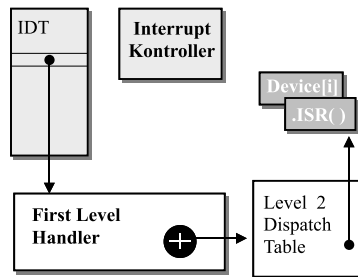 IDT
Interrupt
Kontroller
Device[i]
.ISR( )
First Level
Handler
Level 2
Dispatch
Table